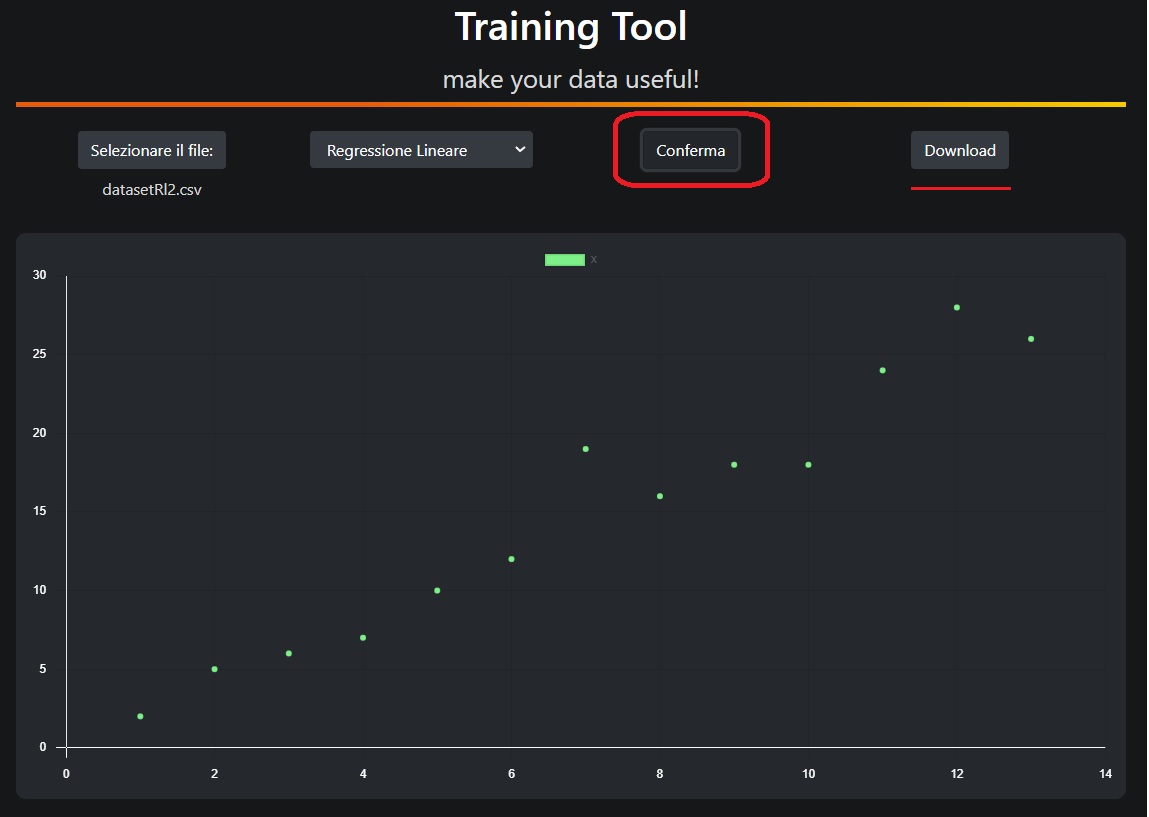 Training Tool
make your data useful!
Selezionare il file:
Regressione Lineare
Conferma
Download
datasetRl2.csv
x
30
25
20
15
10
5
0
0 2 4 6 8 10 12 14